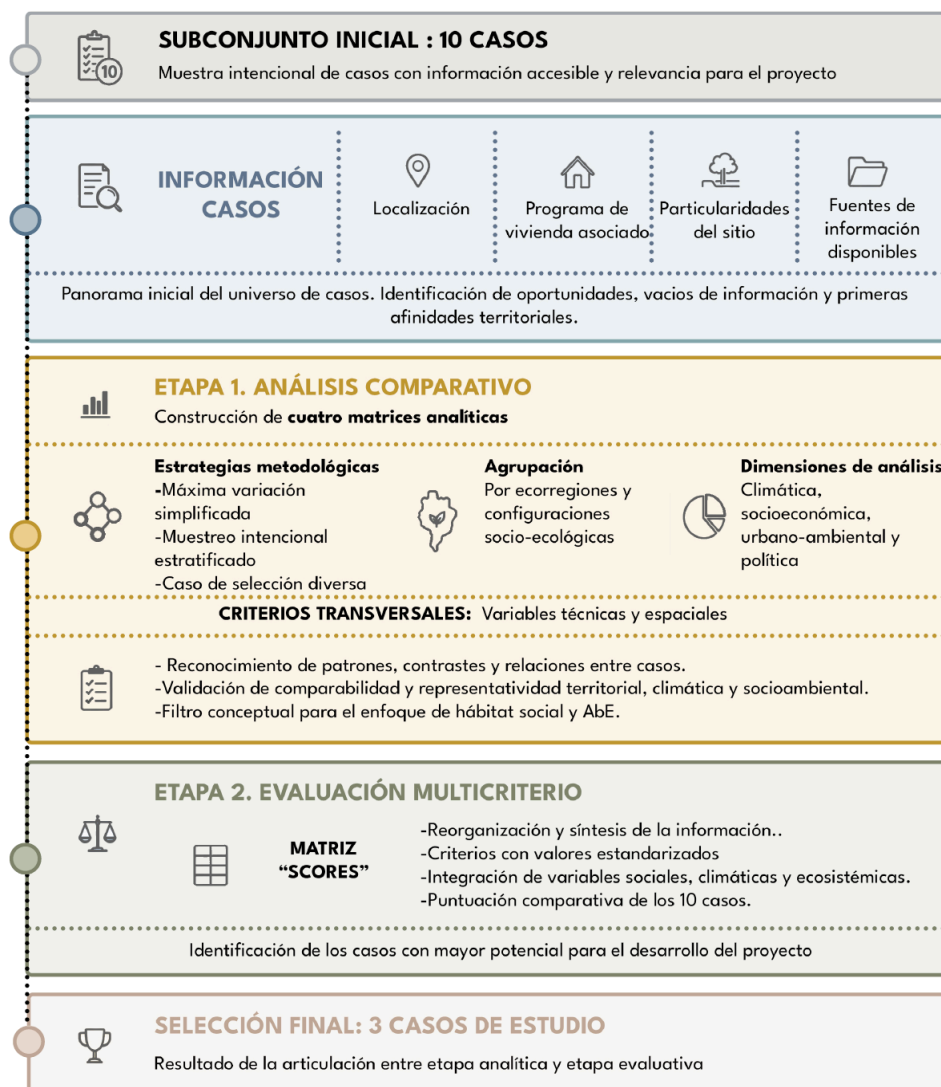 SUBCONJUNTO INICIAL : 10 CASOS
10
Muestra intencional de casos con información accesible y relevancia para el proyecto
INFORMACIÓN
CASOS
Localización
Programa de
vivienda asociado
Particularidades
del sitio
Fuentes de
información
disponibles
Panorama inicial del universo de casos. Identificación de oportunidades, vacios de información y primeras
afinidades territoriales.
ETAPA 1. ANÁLISIS COMPARATIVO
Construcción de cuatro matrices analíticas
Estrategias metodológicas
-Máxima variación
simplificada
-Muestreo intencional
estratificado
-Caso de selección diversa
Agrupación
Por ecorregiones y
configuraciones
socio-ecológicas
Dimensiones de análisis
Climática,
socioeconómica,
urbano-ambiental y
política
CRITERIOS TRANSVERSALES: Variables técnicas y espaciales
- Reconocimiento de patrones, contrastes y relaciones entre casos.
-Validación de comparabilidad y representatividad territorial, climática y socioambiental.
-Filtro conceptual para el enfoque de hábitat social y AbE.
ETAPA 2. EVALUACIÓN MULTICRITERIO
MATRIZ
“SCORES”
-Reorganización y síntesis de la información..
-Criterios con valores estandarizados
-Integración de variables sociales, climáticas y ecosistémicas.
-Puntuación comparativa de los 10 casos.
Identificación de los casos con mayor potencial para el desarrollo del proyecto
SELECCIÓN FINAL: 3 CASOS DE ESTUDIO
Resultado de la articulación entre etapa analítica y etapa evaluativa